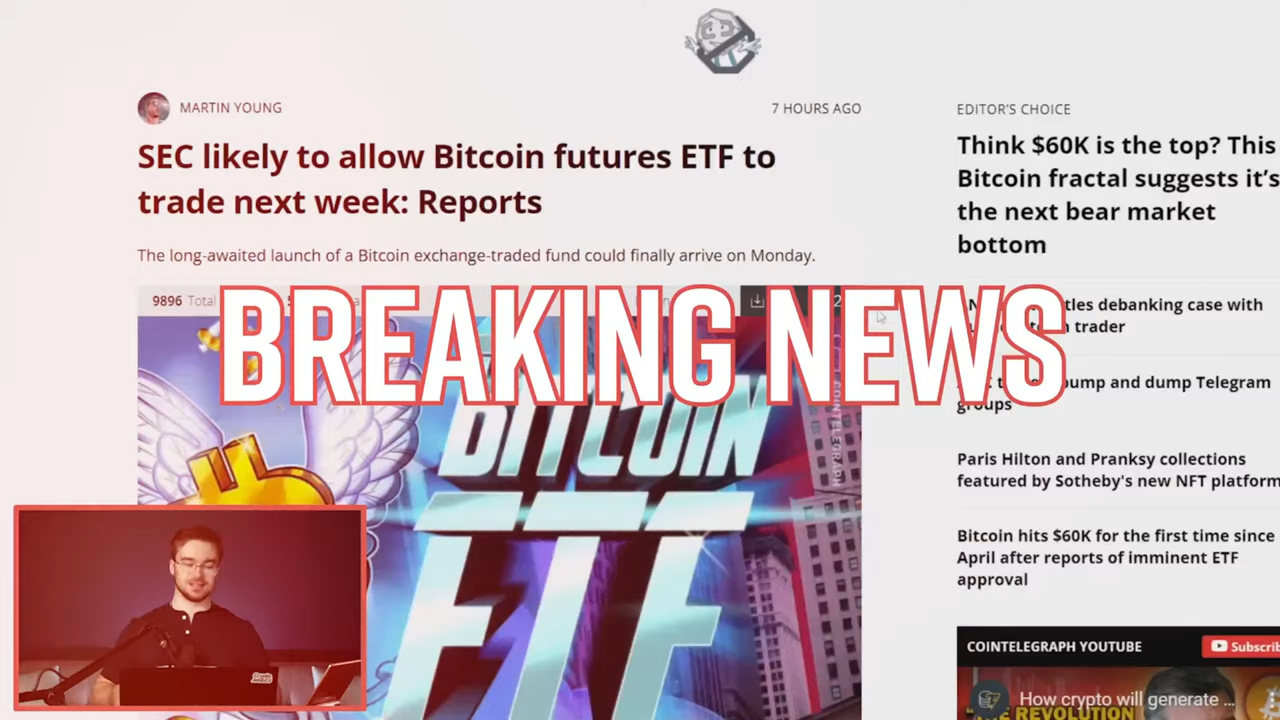 MARTIN YOUNG
7 HOURS AGO
SEC likely to allow Bitcoin futures ETF to
trade next week: Reports
The long-awaited launch of a Bitcoin exchange-traded fund could finally arrive on Monday.
9896 Total
BREAKING NEWS
BITCOIN
ETF
COINTELEGRAPH
EDITOR'S CHOICE
Think $60K is the top? This
Bitcoin fractal suggests it's
the next bear market
bottom
debanking case with
trader
pump and dump Telegram
groups
Paris Hilton and Pranksy collections
featured by Sotheby's new NFT platform
Bitcoin hits $60K for the first time since
April after reports of imminent ETF
approval
COINTELEGRAPH YOUTUBE
Subscrib
How crypto will generate ...
REVOLUTION